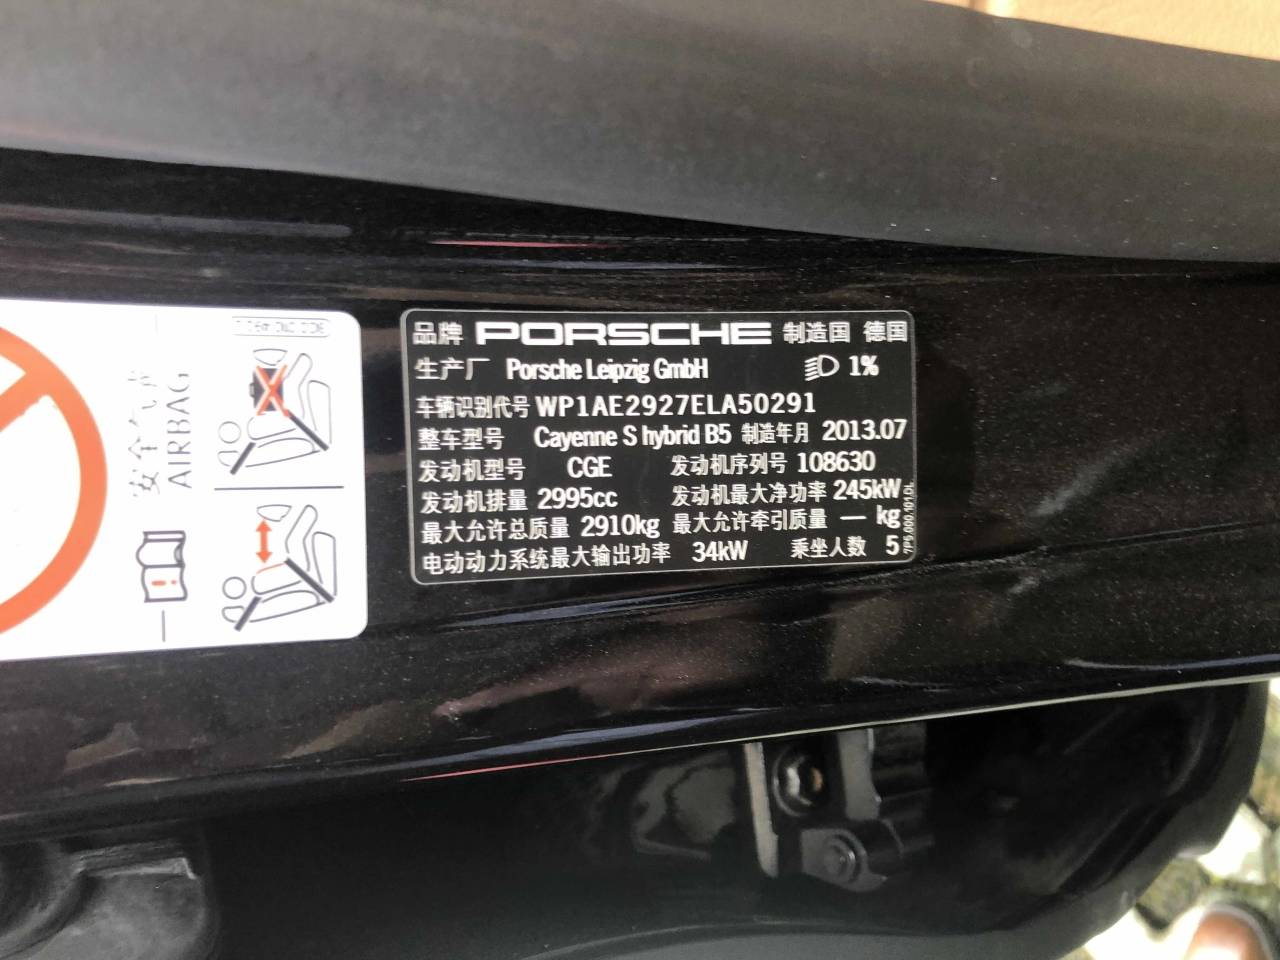 品牌 PORSCHE 制造国 德国
生产厂 Porsche Leipzig GmbH 1%
车辆识别代号 WP1AE2927ELA50291
整车型号 Cayenne S hybrid B5 制造年月 2013.07
发动机型号 CGE 发动机序列号 108630
发动机排量 2995cc 发动机最大净功率 245kW
最大允许总质量 2910kg 最大允许牵引质量 — kg
电动动力系统最大输出功率 34kW 乘坐人数 5
7P5.000.101.DL
安全气囊
AIRBAG